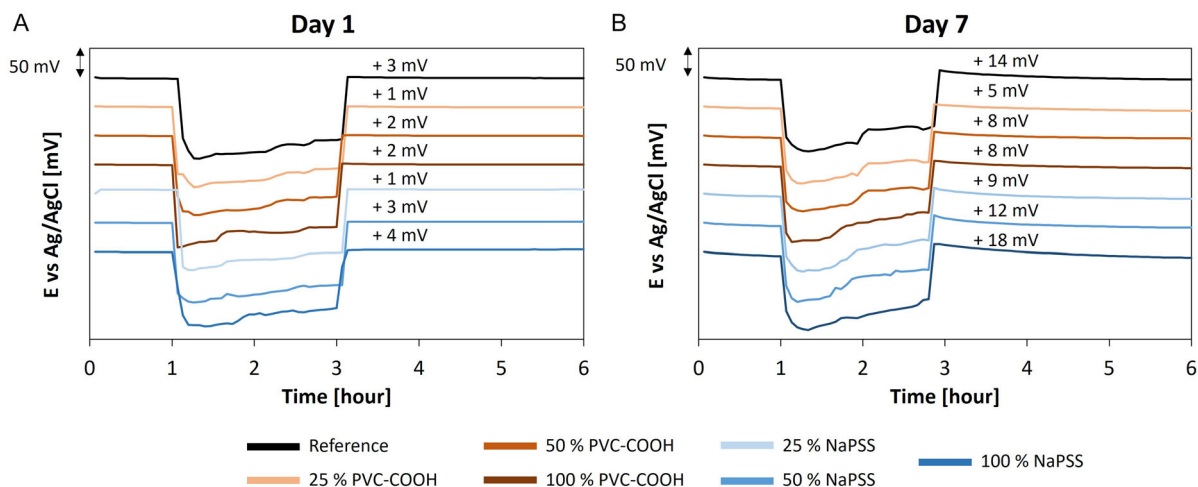 A
Day 1
50 mV
E vs Ag/AgCl [mV]
+ 3 mV
+ 1 mV
+ 2 mV
+ 2 mV
+ 1 mV
+ 3 mV
+ 4 mV
0 1 2 3 4 5 6
Time [hour]
B
Day 7
50 mV
E vs Ag/AgCl [mV]
+ 14 mV
+ 5 mV
+ 8 mV
+ 8 mV
+ 9 mV
+ 12 mV
+ 18 mV
0 1 2 3 4 5 6
Time [hour]
Reference
25 % PVC-COOH
50 % PVC-COOH
100 % PVC-COOH
25 % NaPSS
50 % NaPSS
100 % NaPSS